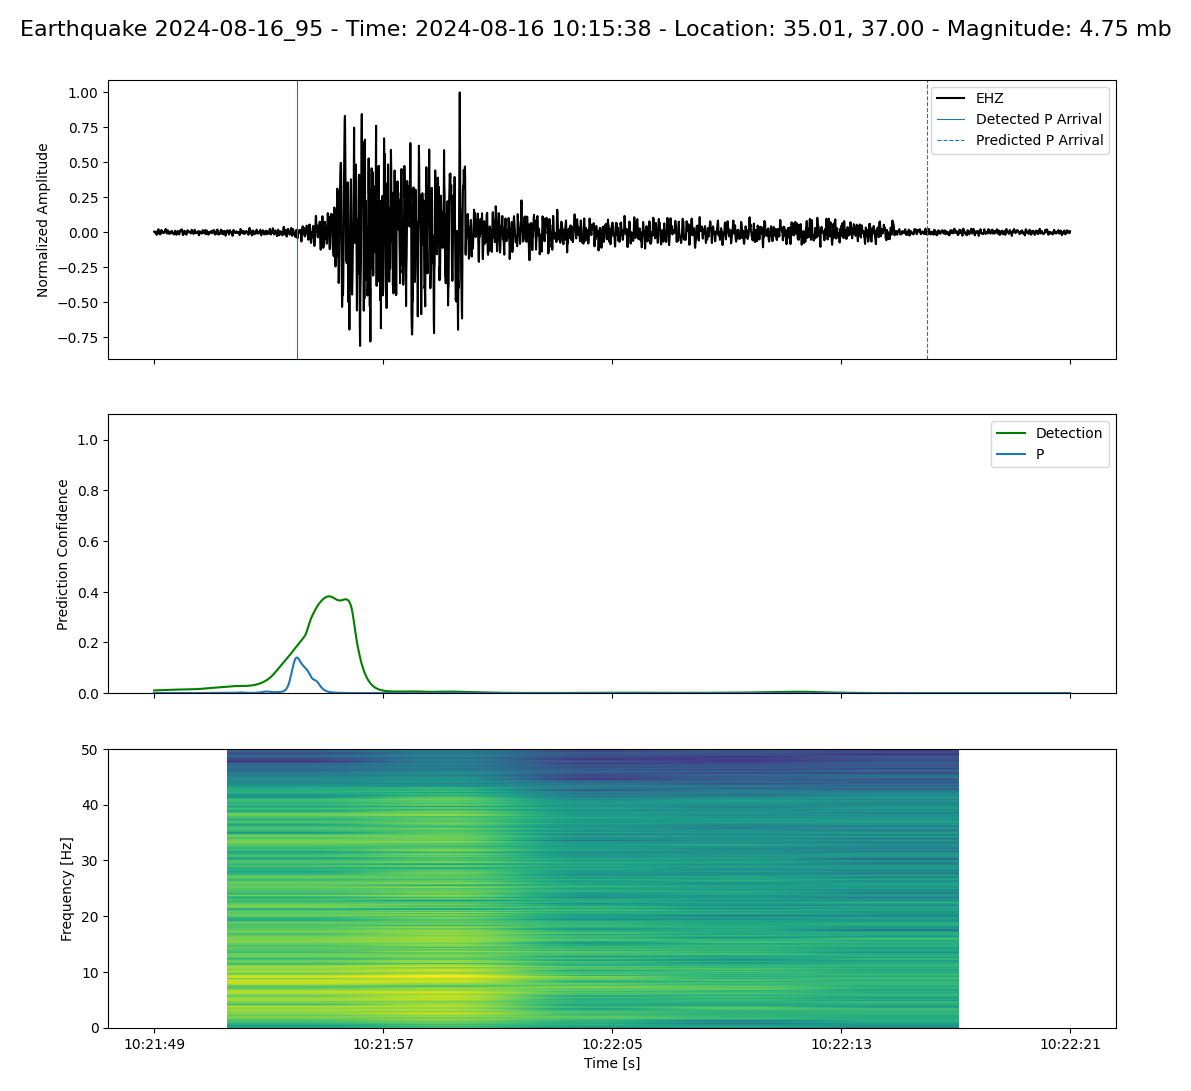 Earthquake 2024-08-16_95 - Time: 2024-08-16 10:15:38 - Location: 35.01, 37.00 - Magnitude: 4.75 mb
Normalized Amplitude
1.00
0.75
0.50
0.25
0.00
−0.25
−0.50
−0.75
EHZ
Detected P Arrival
Predicted P Arrival
Prediction Confidence
1.0
0.8
0.6
0.4
0.2
0.0
Detection
P
Frequency [Hz]
50
40
30
20
10
0
10:21:49
10:21:57
10:22:05
10:22:13
10:22:21
Time [s]